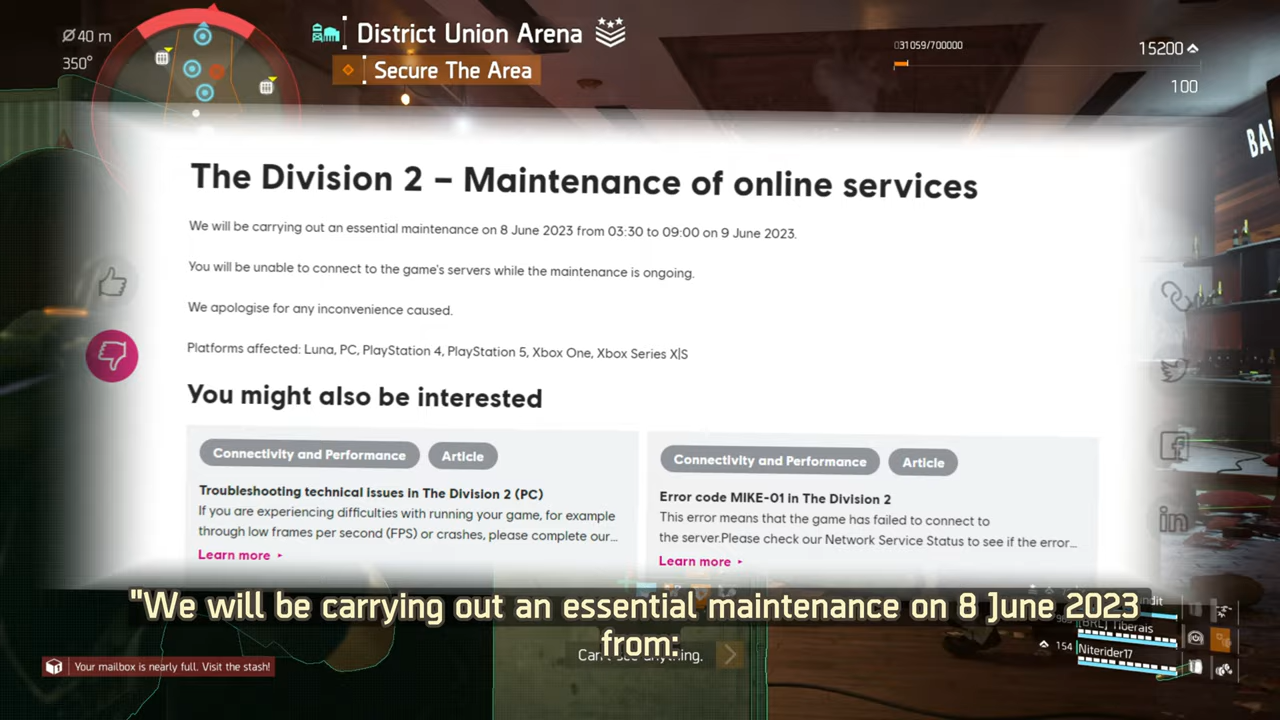 Ø40 m
350°
District Union Arena
Secure The Area
031059/700000
15200
100
The Division 2 – Maintenance of online services
We will be carrying out an essential maintenance on 8 June 2023 from 03:30 to 09:00 on 9 June 2023.
You will be unable to connect to the game's servers while the maintenance is ongoing.
We apologise for any inconvenience caused.
Platforms affected: Luna, PC, PlayStation 4, PlayStation 5, Xbox One, Xbox Series X|S
You might also be interested
Connectivity and Performance
Article
Troubleshooting technical issues in The Division 2 (PC)
If you are experiencing difficulties with running your game, for example
through low frames per second (FPS) or crashes, please complete our...
Learn more
Connectivity and Performance
Article
Error code MIKE-01 in The Division 2
This error means that the game has failed to connect to
the server.Please check our Network Service Status to see if the error...
Learn more
"We will be carrying out an essential maintenance on 8 June 2023
from:
[BRL] Tiberais
154
Niterider17
Your mailbox is nearly full. Visit the stash!